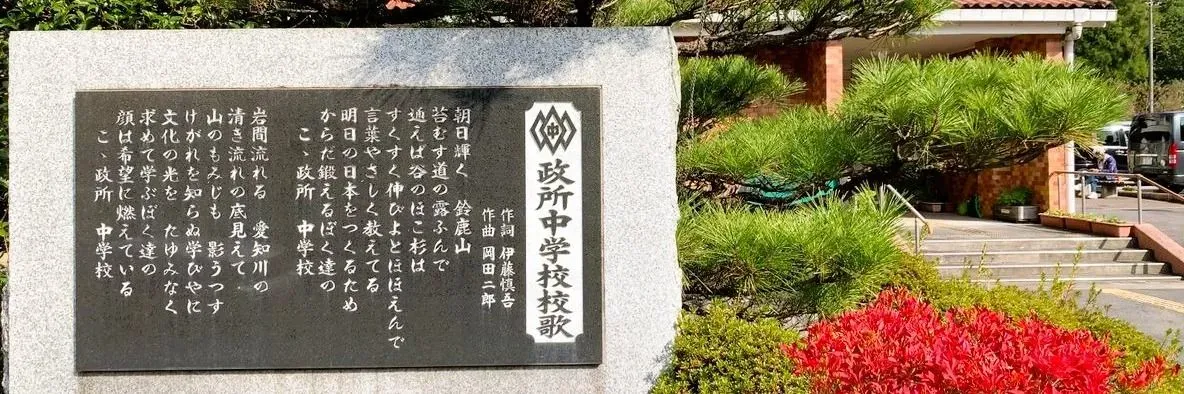 中
政所中学校校歌
作詞 伊藤慎吾
作曲 岡田二郎
朝日輝く 鈴鹿山
苔むす道の露ふんで
通えば谷のほこ杉は
すくすく伸びよとほほえんで
言葉やさしく教えてる
明日の日本をつくるため
からだ鍛えるぼく達の
こゝ政所 中学校
岩間流れる 愛知川の
清き流れの底見えて
山のもみじも 影うつす
けがれを知らぬ学びやに
文化の光を たゆみなく
求めて学ぶぼく達の
顔は希望に燃えている
こゝ政所 中学校